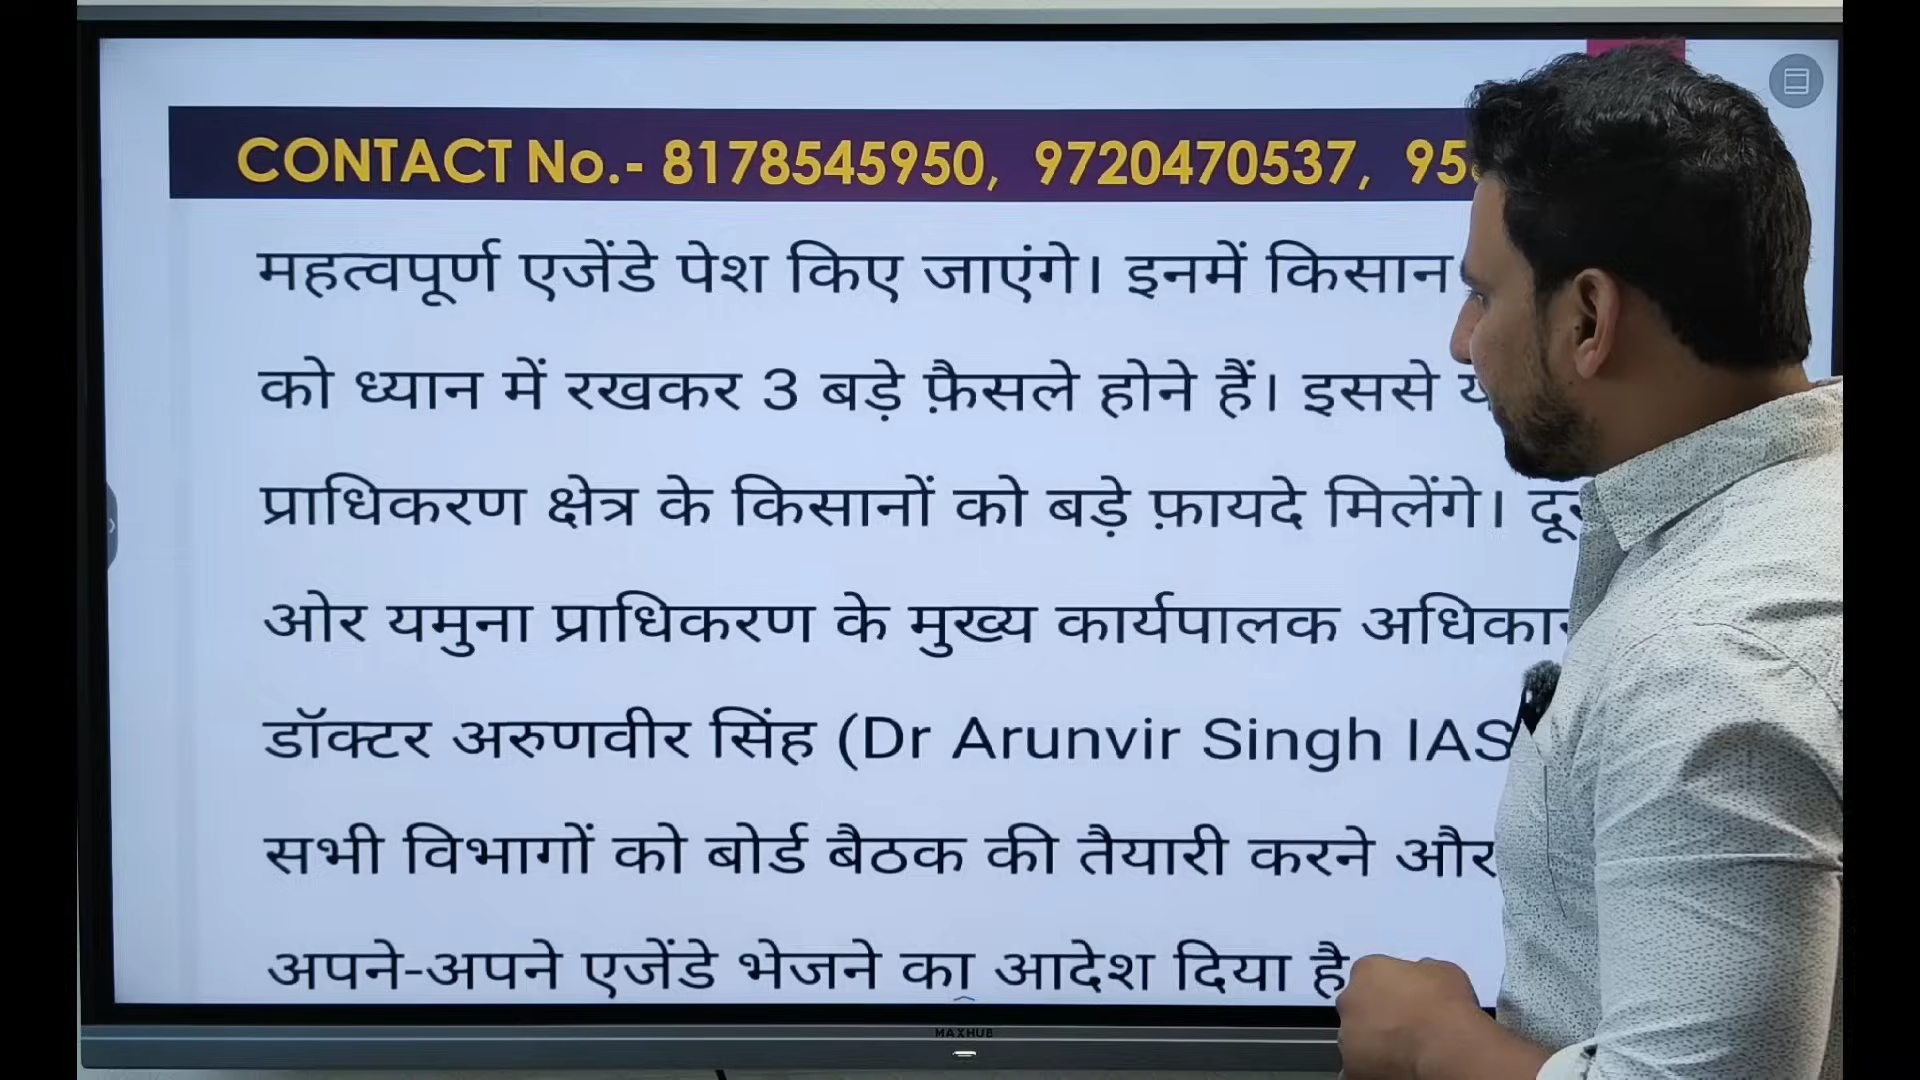 CONTACT No.- 8178545950, 9720470537,
महत्वपूर्ण एजेंडे पेश किए जाएंगे। इनमें किसान
को ध्यान में रखकर 3 बड़े फ़ैसले होने हैं। इससे
प्राधिकरण क्षेत्र के किसानों को बड़े फ़ायदे मिलेंगे।
ओर यमुना प्राधिकरण के मुख्य कार्यपालक
डॉक्टर अरुणवीर सिंह (Dr Arunvir Singh IAS
सभी विभागों को बोर्ड बैठक की तैयारी करने और
अपने-अपने एजेंडे भेजने का आदेश दिया है
MAXHUB